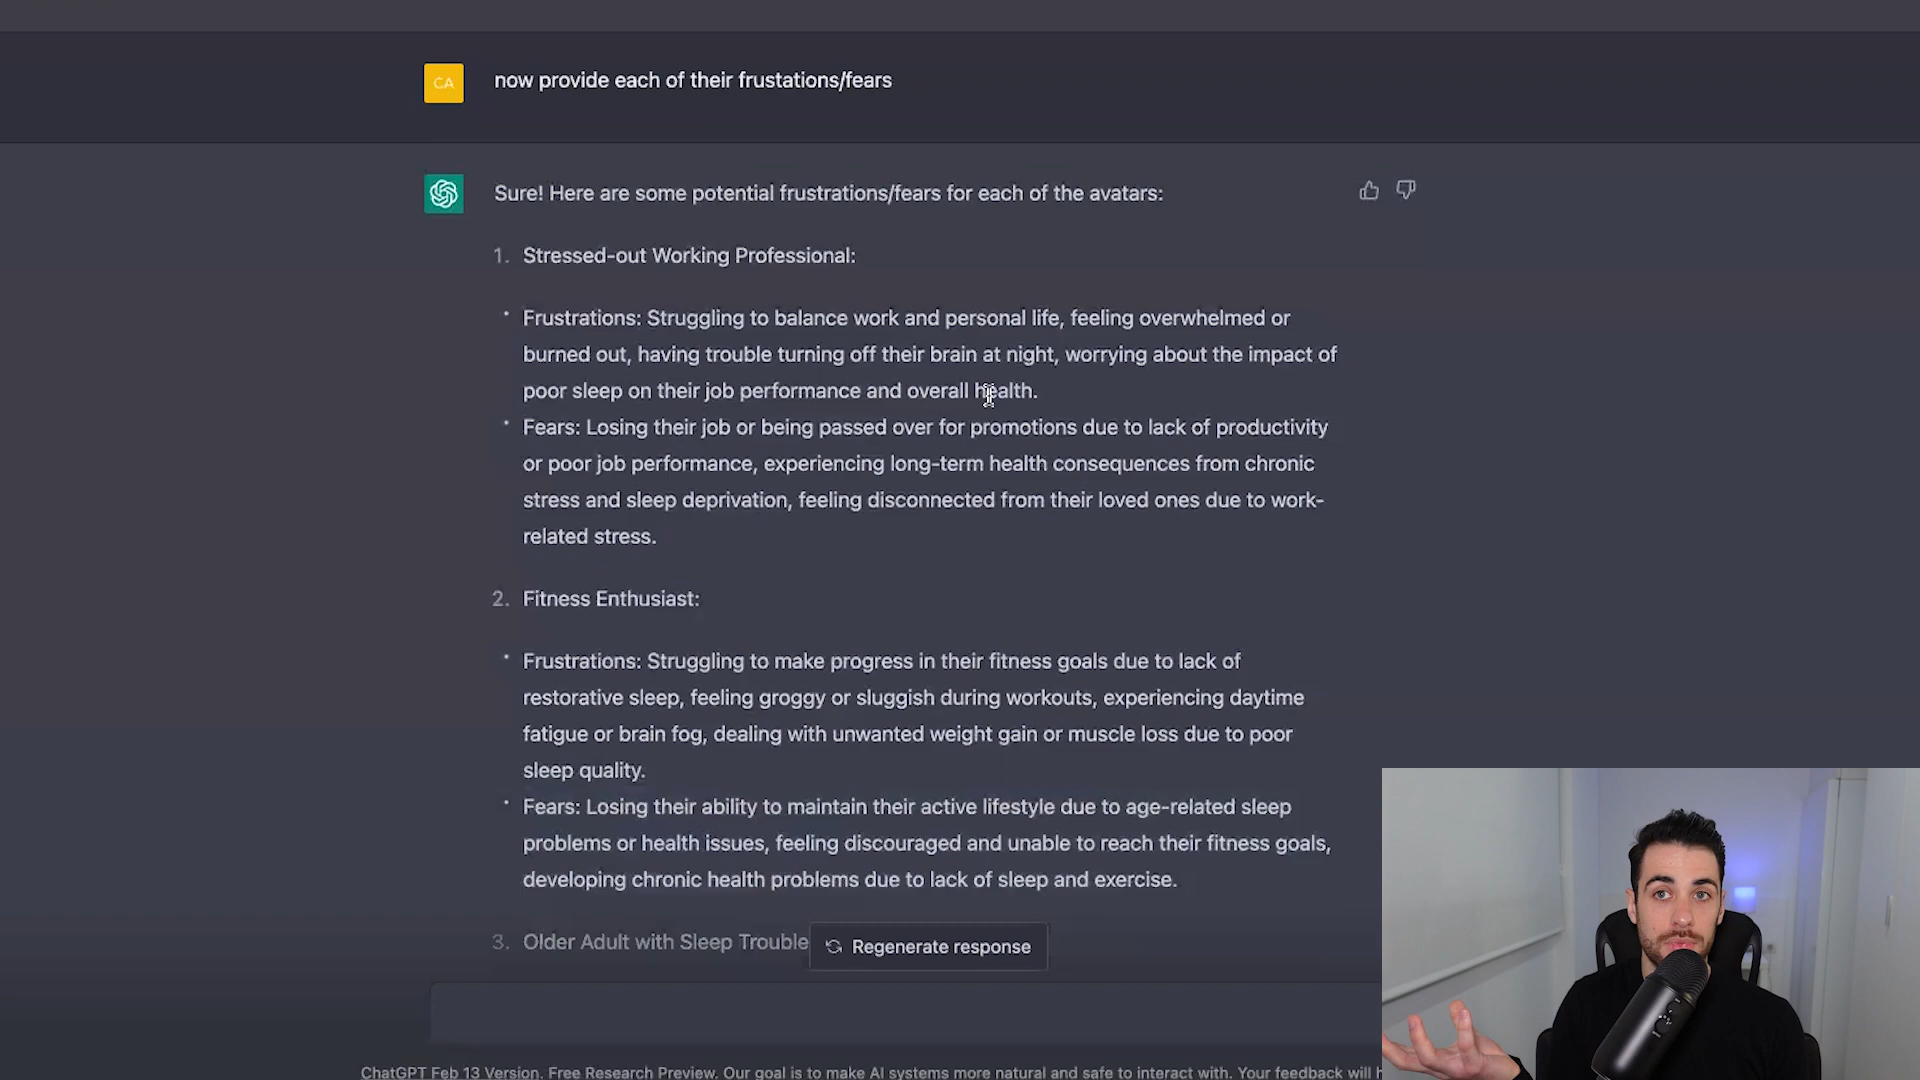 CA
now provide each of their frustations/fears
Sure! Here are some potential frustrations/fears for each of the avatars:
1. Stressed-out Working Professional:
• Frustrations: Struggling to balance work and personal life, feeling overwhelmed or
burned out, having trouble turning off their brain at night, worrying about the impact of
poor sleep on their job performance and overall health.
• Fears: Losing their job or being passed over for promotions due to lack of productivity
or poor job performance, experiencing long-term health consequences from chronic
stress and sleep deprivation, feeling disconnected from their loved ones due to work-
related stress.
2. Fitness Enthusiast:
• Frustrations: Struggling to make progress in their fitness goals due to lack of
restorative sleep, feeling groggy or sluggish during workouts, experiencing daytime
fatigue or brain fog, dealing with unwanted weight gain or muscle loss due to poor
sleep quality.
• Fears: Losing their ability to maintain their active lifestyle due to age-related sleep
problems or health issues, feeling discouraged and unable to reach their fitness goals,
developing chronic health problems due to lack of sleep and exercise.
3. Older Adult with Sleep Trouble
Regenerate response
ChatGPT Feb 13 Version. Free Research Preview. Our goal is to make AI systems more natural and safe to interact with. Your feedback will